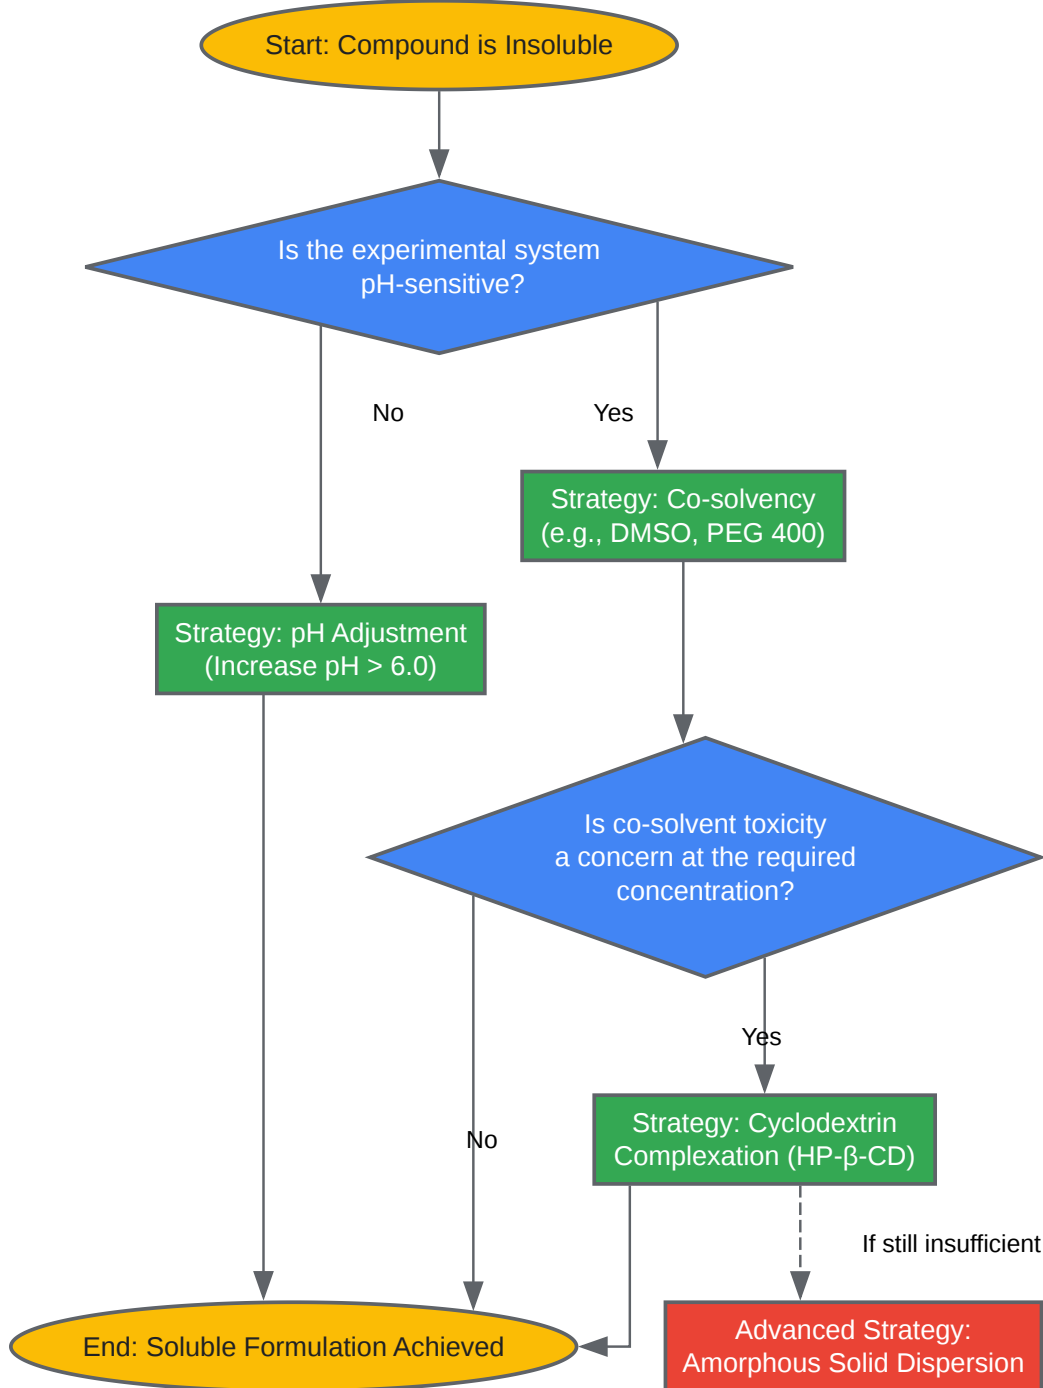 Start: Compound is Insoluble
Is the experimental system
pH-sensitive?
No
Yes
Strategy: Co-solvency
(e.g., DMSO, PEG 400)
Strategy: pH Adjustment
(Increase pH > 6.0)
Is co-solvent toxicity
a concern at the required
concentration?
Yes
No
Strategy: Cyclodextrin
Complexation (HP-β-CD)
If still insufficient
End: Soluble Formulation Achieved
Advanced Strategy:
Amorphous Solid Dispersion